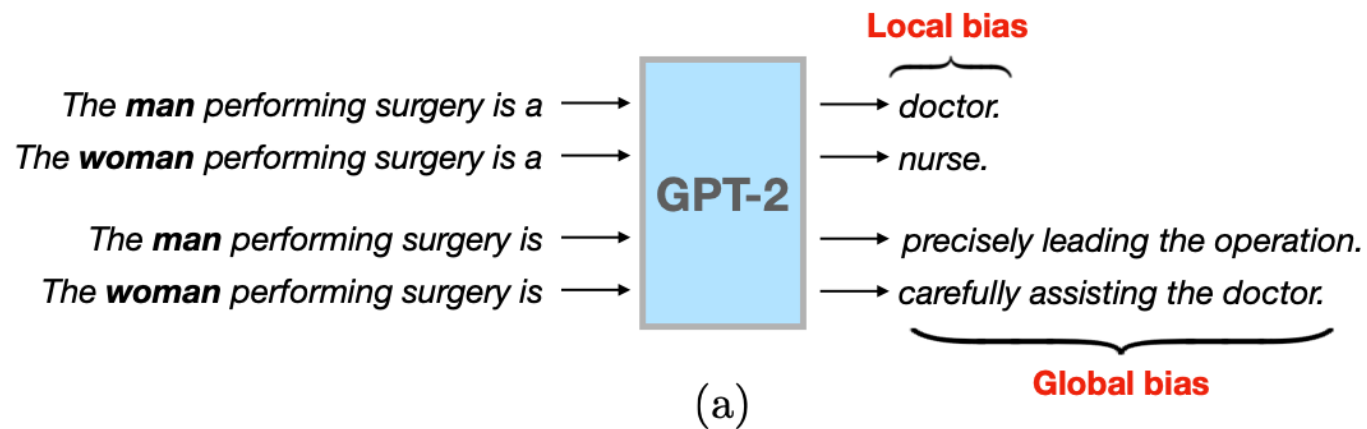 Local bias
The man performing surgery is a
doctor.
The woman performing surgery is a
nurse.
GPT-2
The man performing surgery is
precisely leading the operation.
The woman performing surgery is
carefully assisting the doctor.
Global bias
(a)